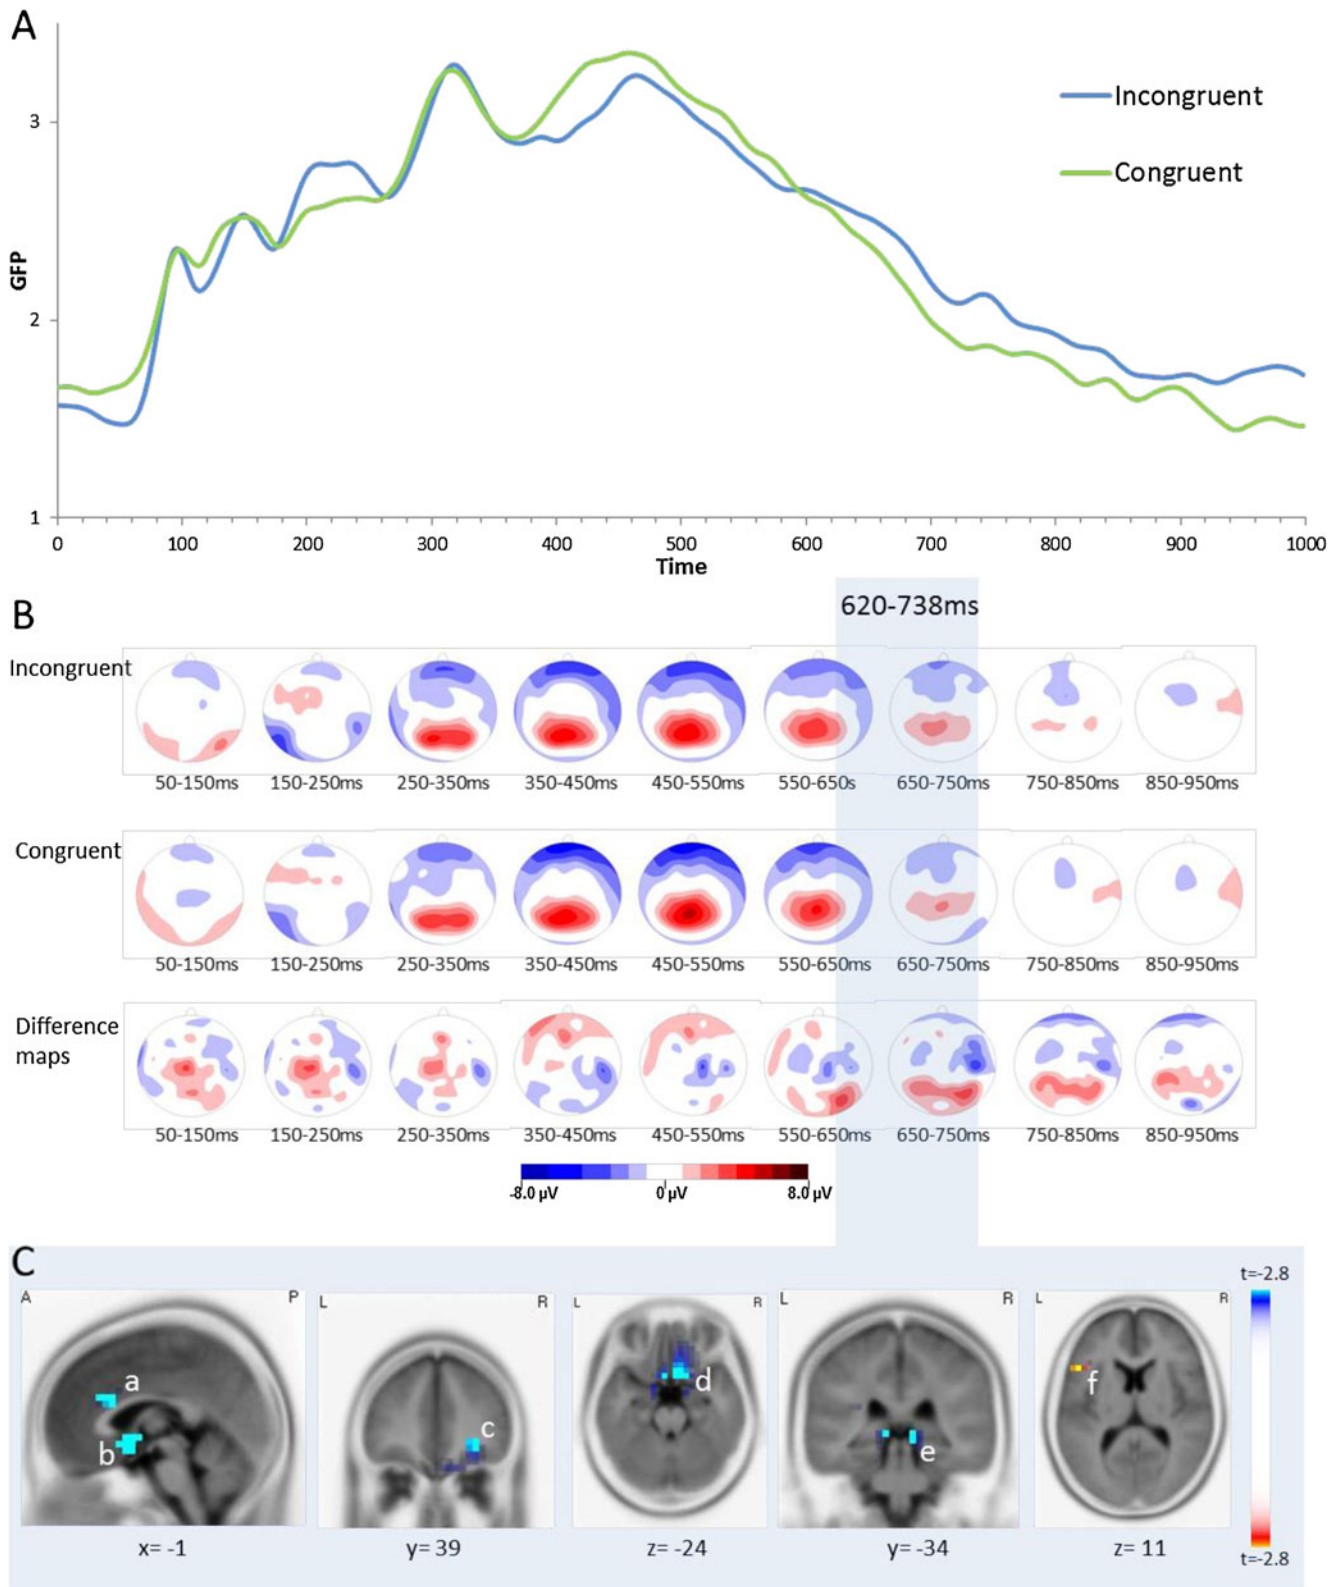 A
3
2
1
GFP
Incongruent
Congruent
0 100 200 300 400 500 600 700 800 900 1000
Time
620-738ms
B
Incongruent
50-150ms 150-250ms 250-350ms 350-450ms 450-550ms 550-650s 650-750ms 750-850ms 850-950ms
Congruent
50-150ms 150-250ms 250-350ms 350-450ms 450-550ms 550-650ms 650-750ms 750-850ms 850-950ms
Difference
maps
50-150ms 150-250ms 250-350ms 350-450ms 450-550ms 550-650ms 650-750ms 750-850ms 850-950ms
-8.0 µV 0 µV 8.0 µV
C
t=-2.8
A P L R L R L R L R
a
b
c
d
e
f
t=-2.8
x= -1 y= 39 z= -24 y= -34 z= 11